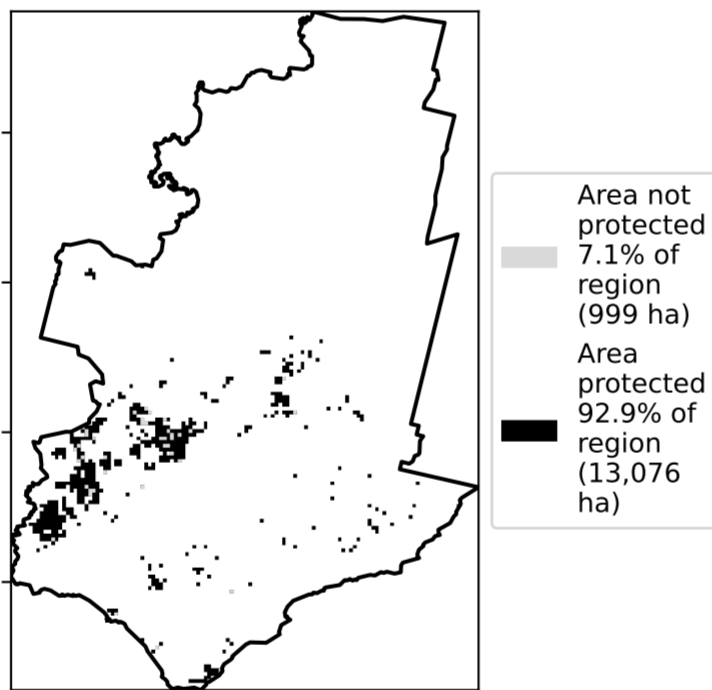 Area not
protected
7.1% of
region
(999 ha)
Area
protected
92.9% of
region
(13,076
ha)